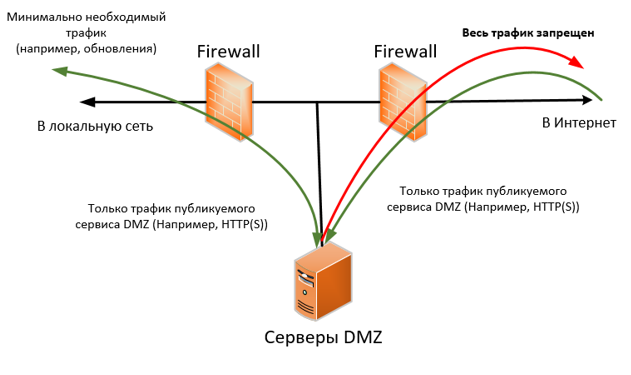 Минимально необходимый
трафик
(например, обновления)
Firewall
Firewall
Весь трафик запрещен
В локальную сеть
В Интернет
Только трафик публикуемого
сервиса DMZ (Например, HTTP(S))
Только трафик публикуемого
сервиса DMZ (Например, HTTP(S))
Серверы DMZ